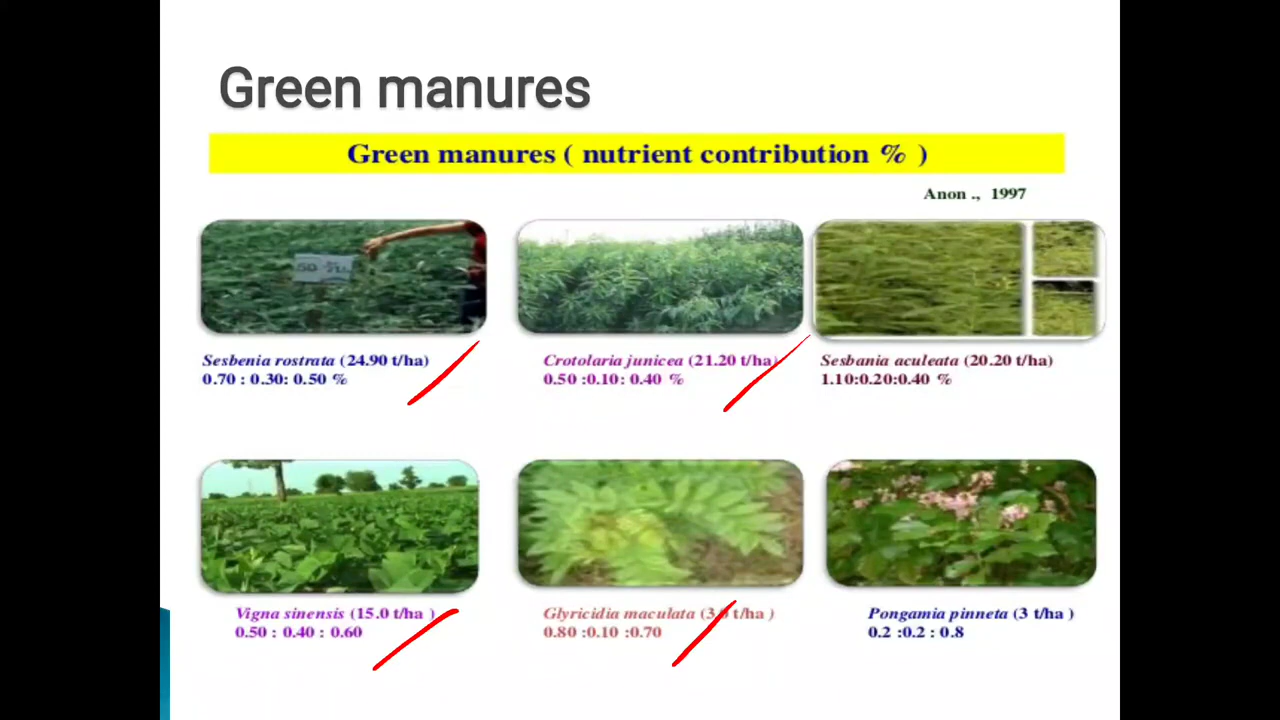 Green manures
Green manures ( nutrient contribution % )
Anon ., 1997
Sesbenia rostrata (24.90 t/ha)
0.70 : 0.30: 0.50 %
Crotolaria junicea (21.20 t/ha)
0.50 :0.10: 0.40 %
Sesbania aculeata (20.20 t/ha)
1.10:0.20:0.40 %
Vigna sinensis (15.0 t/ha )
0.50 : 0.40 : 0.60
Glyricidia maculata ( t/ha )
0.80 :0.10 :0.70
Pongamia pinneta (3 t/ha )
0.2 :0.2 : 0.8